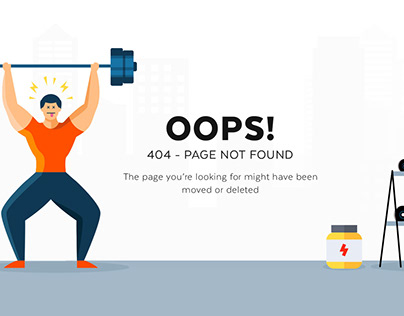 OOPS!
404 - PAGE NOT FOUND
The page you're looking for might have been
moved or deleted